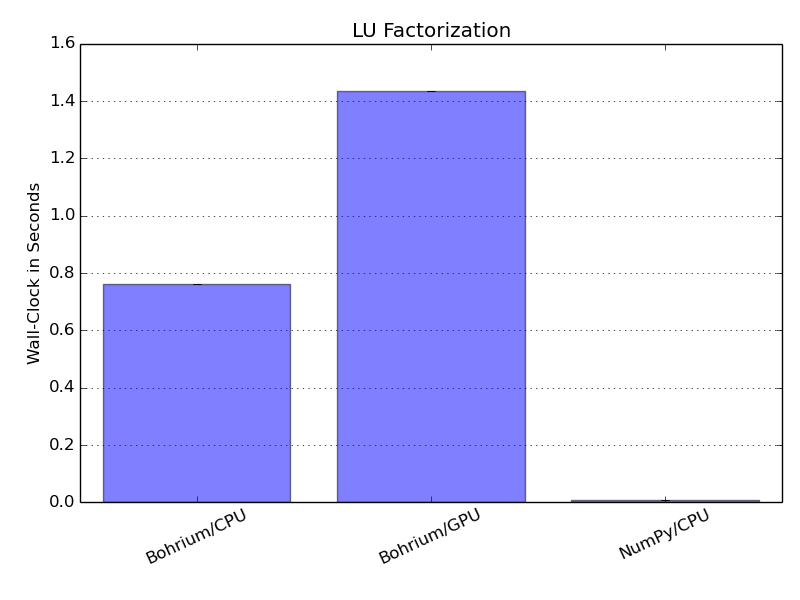 LU Factorization
Wall-Clock in Seconds
1.6
1.4
1.2
1.0
0.8
0.6
0.4
0.2
0.0
Bohrium/CPU
Bohrium/GPU
NumPy/CPU